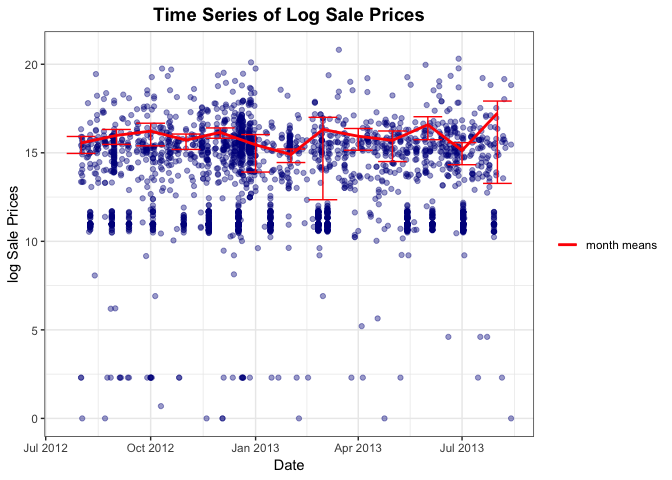 Time Series of Log Sale Prices
log Sale Prices
20
15
10
5
0
Jul 2012 Oct 2012 Jan 2013 Apr 2013 Jul 2013
Date
month means